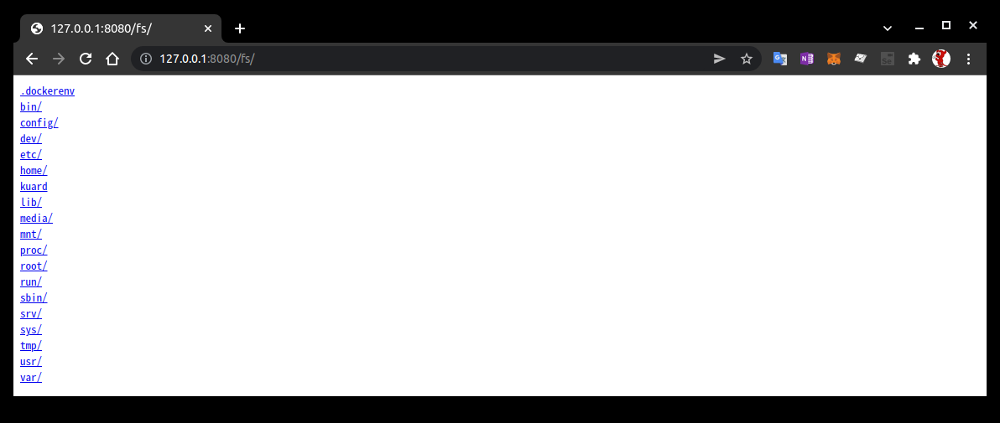 127.0.0.1:8080/fs/
127.0.0.1:8080/fs/
.dockerenv
bin/
config/
dev/
etc/
home/
kuard
lib/
media/
mnt/
proc/
root/
run/
sbin/
srv/
sys/
tmp/
usr/
var/